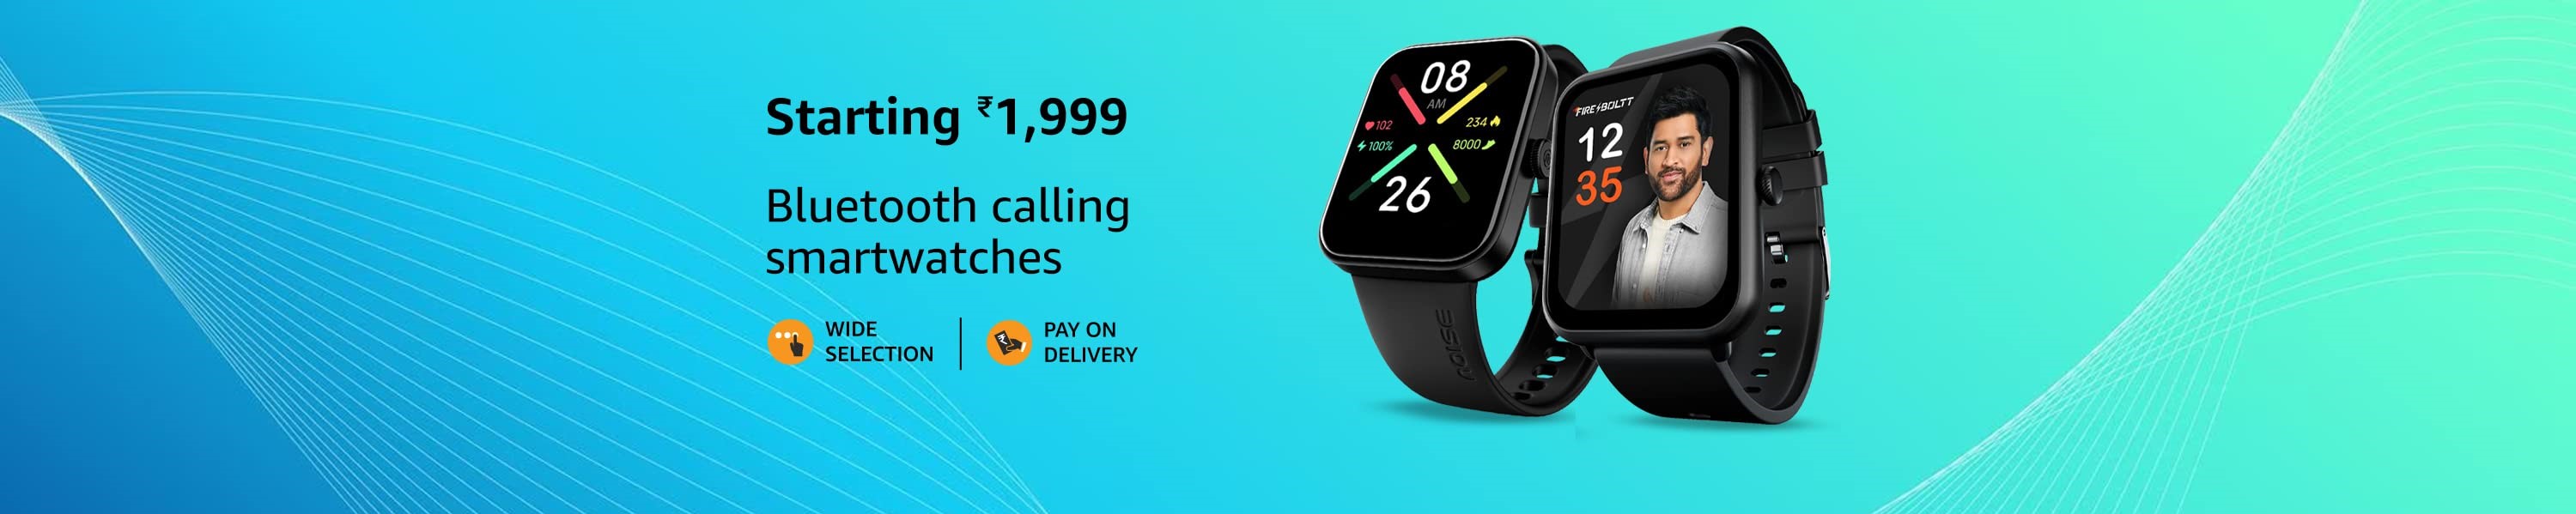 Starting ₹1,999
Bluetooth calling
smartwatches
WIDE
SELECTION
PAY ON
DELIVERY
08
AM
102
234
100%
8000
26
NOISE
FIRE BOLTT
12
35